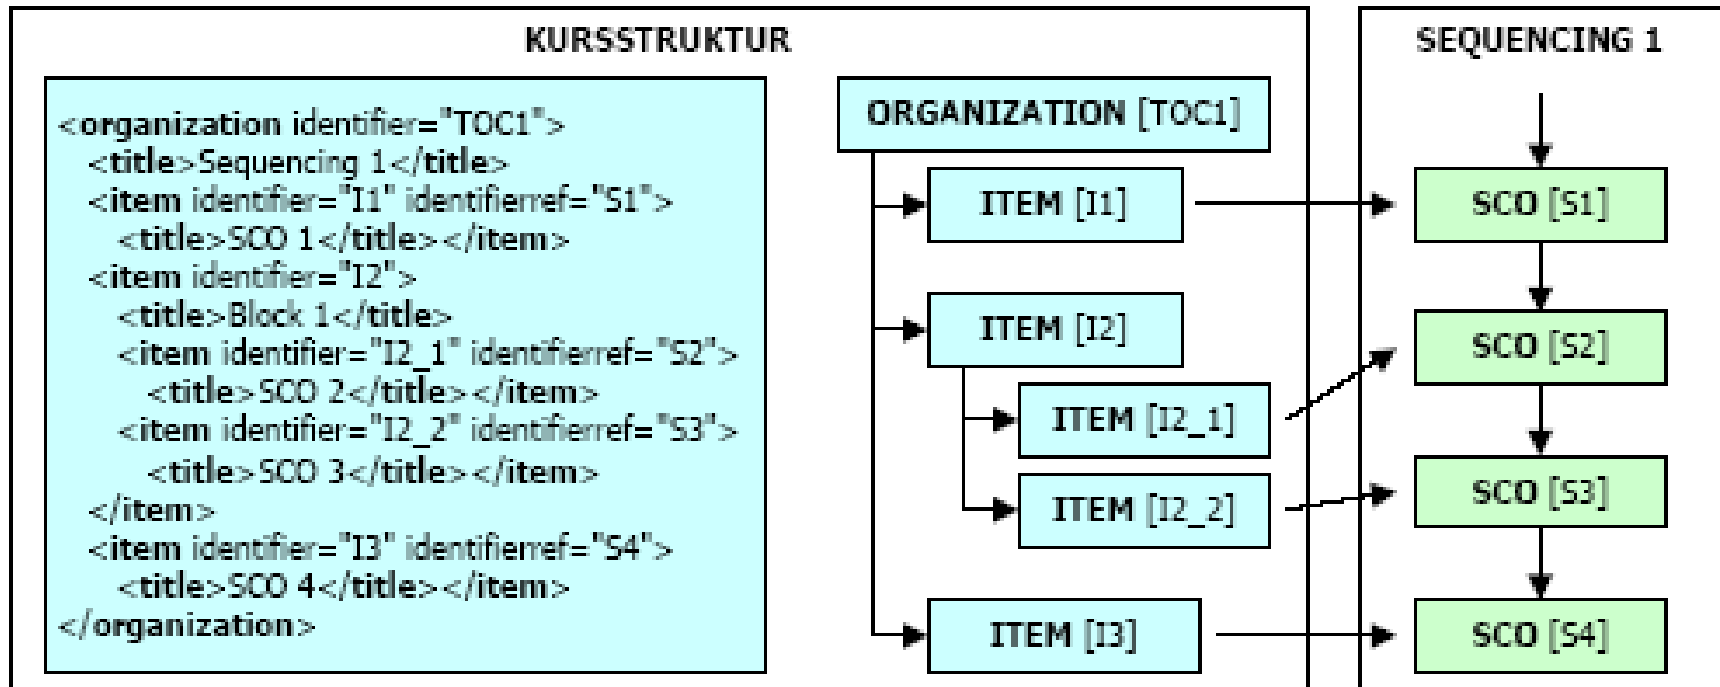 KURSSTRUKTUR
<organization identifier="TOC1">
<title>Sequencing 1</title>
<item identifier="I1" identifierref="S1">
<title>SCO 1</title></item>
<item identifier="I2">
<title>Block 1</title>
<item identifier="I2_1" identifierref="S2">
<title>SCO 2</title></item>
<item identifier="I2_2" identifierref="S3">
<title>SCO 3</title></item>
</item>
<item identifier="I3" identifierref="S4">
<title>SCO 4</title></item>
</organization>
ORGANIZATION [TOC1]
ITEM [I1]
ITEM [I2]
ITEM [I2_1]
ITEM [I2_2]
ITEM [I3]
SEQUENCING 1
SCO [S1]
SCO [S2]
SCO [S3]
SCO [S4]